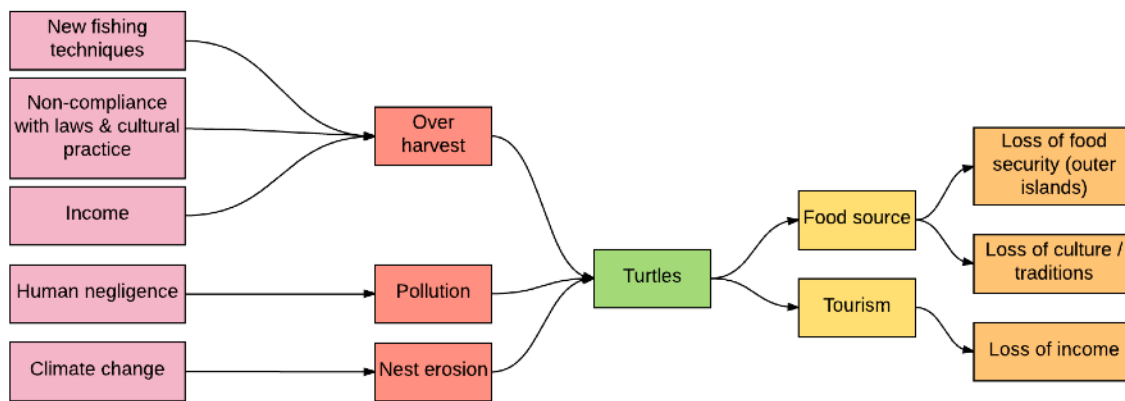 New fishing
techniques
Non-compliance
with laws & cultural
practice
Income
Human negligence
Climate change
Over
harvest
Pollution
Nest erosion
Turtles
Food source
Tourism
Loss of food
security (outer
islands)
Loss of culture /
traditions
Loss of income